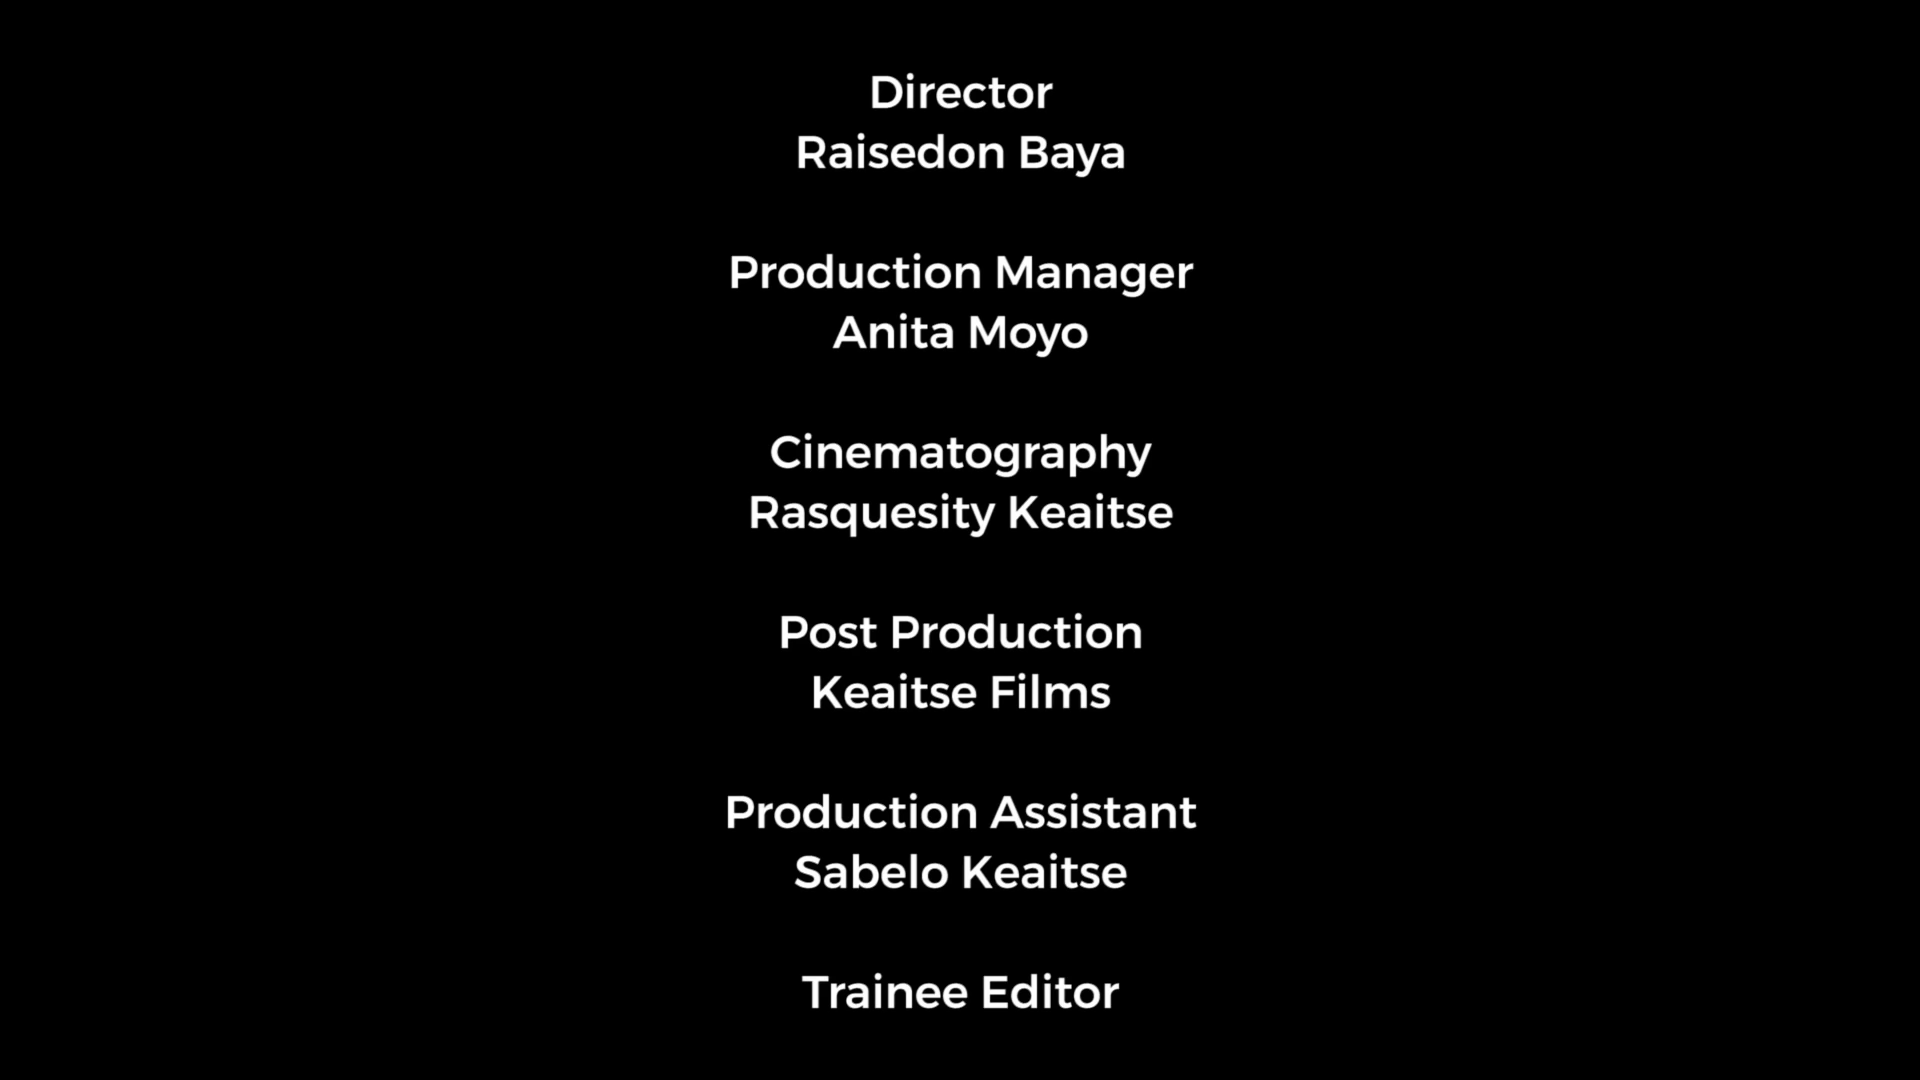 Director
Raisedon Baya
Production Manager
Anita Moyo
Cinematography
Rasquesity Keaitse
Post Production
Keaitse Films
Production Assistant
Sabelo Keaitse
Trainee Editor